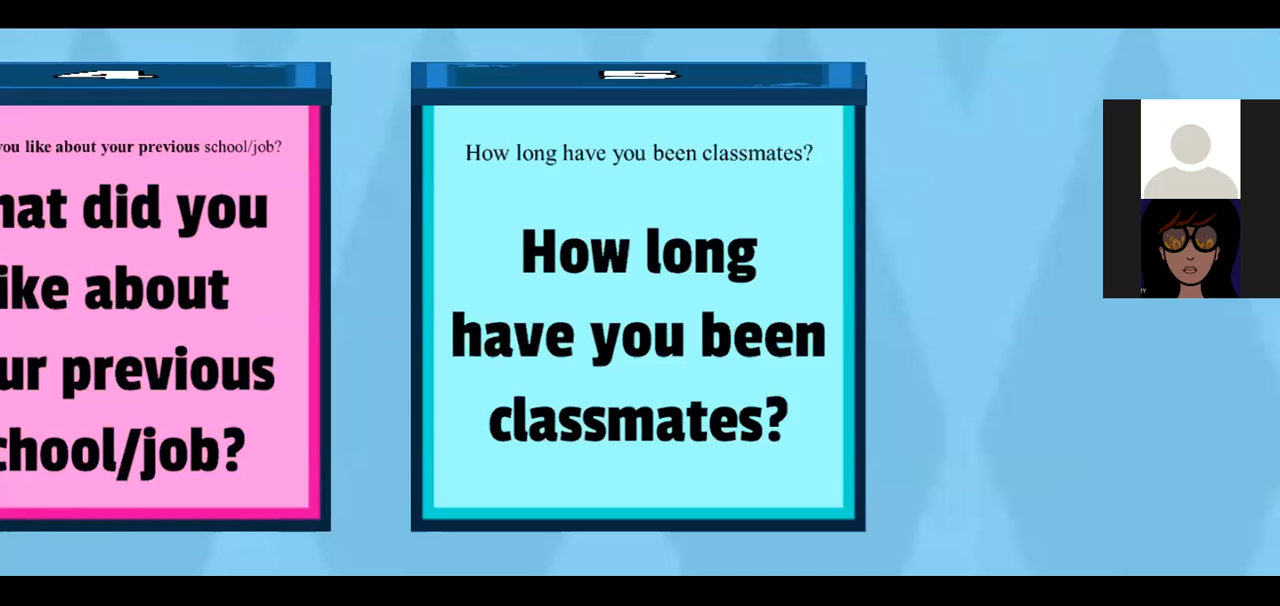 you like about your previous school/job?
hat did you
ike about
ur previous
chool/job?
How long have you been classmates?
How long
have you been
classmates?